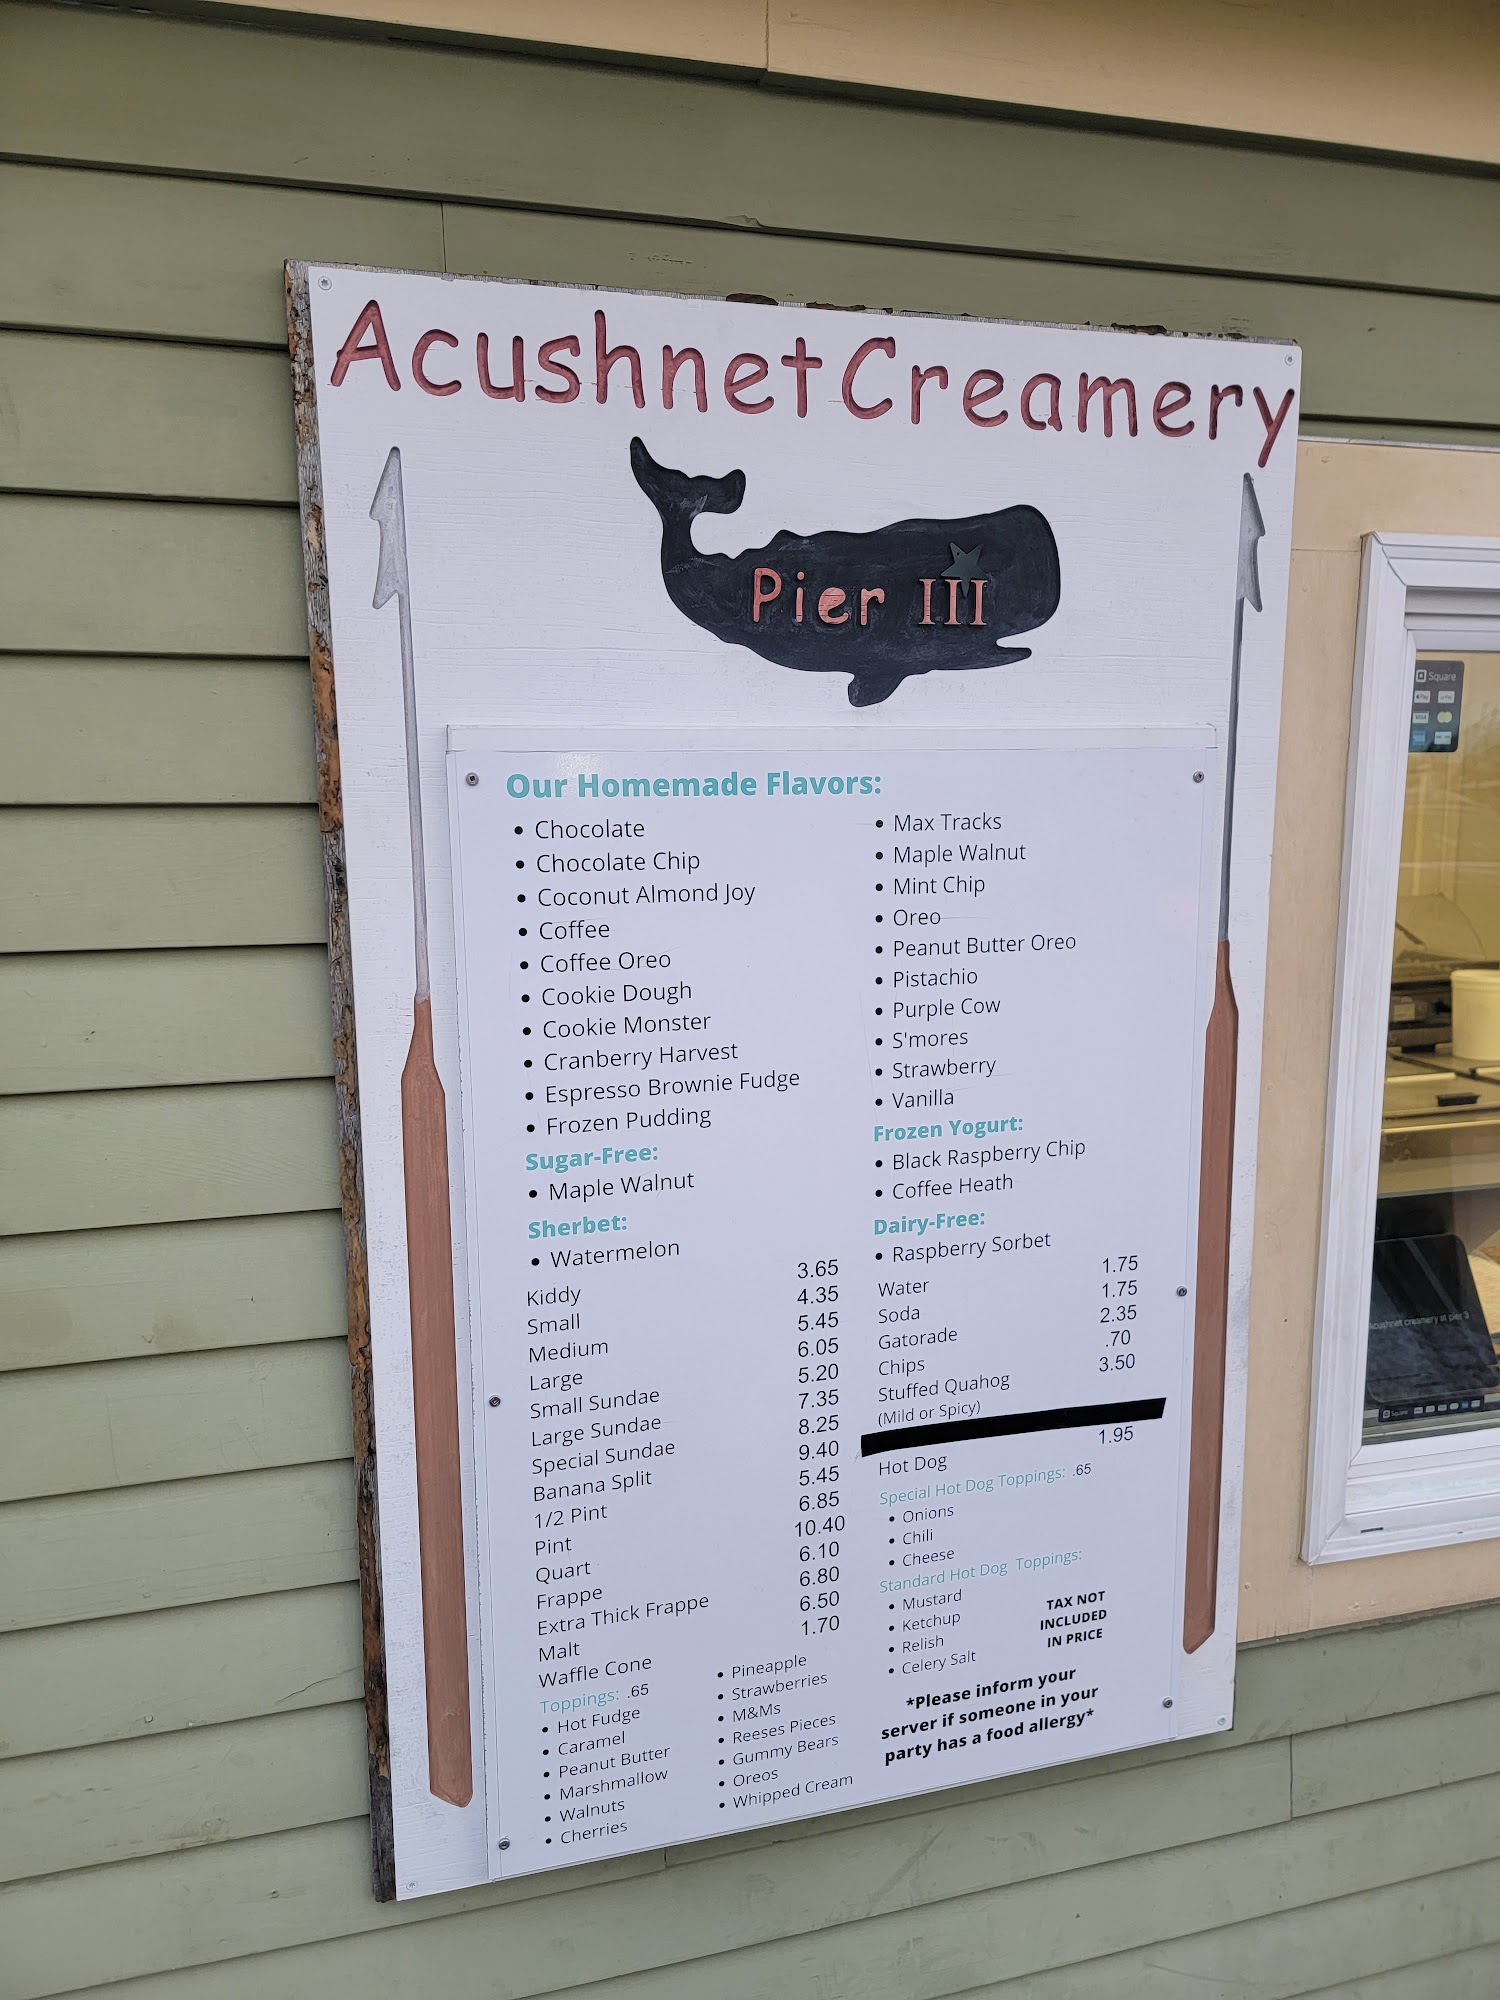 Acushnet Creamery
Pier III
Our Homemade Flavors:
• Chocolate
• Chocolate Chip
• Coconut Almond Joy
• Coffee
• Coffee Oreo
• Cookie Dough
• Cookie Monster
• Cranberry Harvest
• Espresso Brownie Fudge
• Frozen Pudding
Sugar-Free:
• Maple Walnut
Sherbet:
• Watermelon
Kiddy 3.65
Small 4.35
Medium 5.45
Large 6.05
Small Sundae 5.20
Large Sundae 7.35
Special Sundae 8.25
Banana Split 9.40
1/2 Pint 5.45
Pint 6.85
Quart 10.40
Frappe 6.10
Extra Thick Frappe 6.80
Malt 6.50
Waffle Cone 1.70
Toppings: .65
• Hot Fudge
• Caramel
• Peanut Butter
• Marshmallow
• Walnuts
• Cherries
• Pineapple
• Strawberries
• M&Ms
• Reeses Pieces
• Gummy Bears
• Oreos
• Whipped Cream
• Max Tracks
• Maple Walnut
• Mint Chip
• Oreo
• Peanut Butter Oreo
• Pistachio
• Purple Cow
• S'mores
• Strawberry
• Vanilla
Frozen Yogurt:
• Black Raspberry Chip
• Coffee Heath
Dairy-Free:
• Raspberry Sorbet
Water 1.75
Soda 1.75
Gatorade 2.35
Chips .70
Stuffed Quahog 3.50
(Mild or Spicy)
Hot Dog 1.95
Special Hot Dog Toppings: .65
• Onions
• Chili
• Cheese
Standard Hot Dog Toppings:
• Mustard
• Ketchup
• Relish
• Celery Salt
TAX NOT
INCLUDED
IN PRICE
*Please inform your
server if someone in your
party has a food allergy*
Square
VISA
Acushnet creamery at pier 3
Square